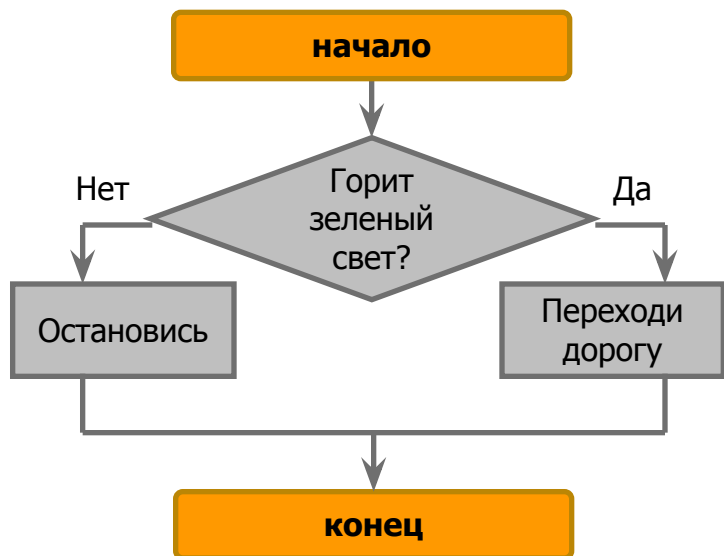 начало
Горит
зеленый
свет?
Нет
Да
Остановись
Переходи
дорогу
конец